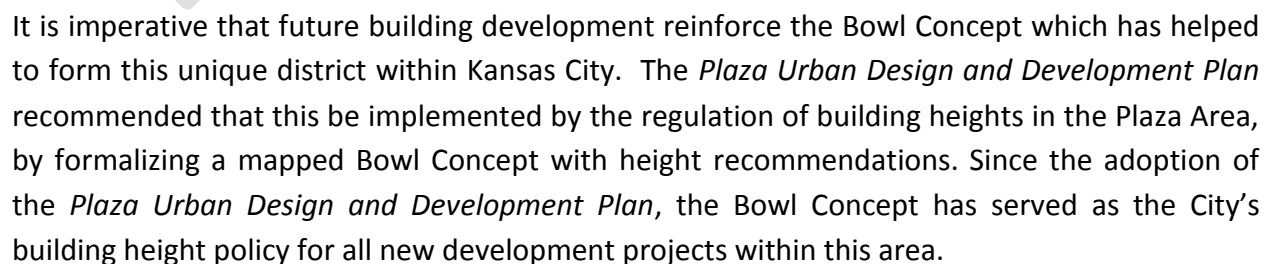 It is imperative that future building development reinforce the Bowl Concept which has helped
to form this unique district within Kansas City.  The Plaza Urban Design and Development Plan
recommended that this be implemented by the regulation of building heights in the Plaza Area,
by formalizing a mapped Bowl Concept with height recommendations. Since the adoption of
the Plaza Urban Design and Development Plan, the Bowl Concept has served as the City’s
building height policy for all new development projects within this area.